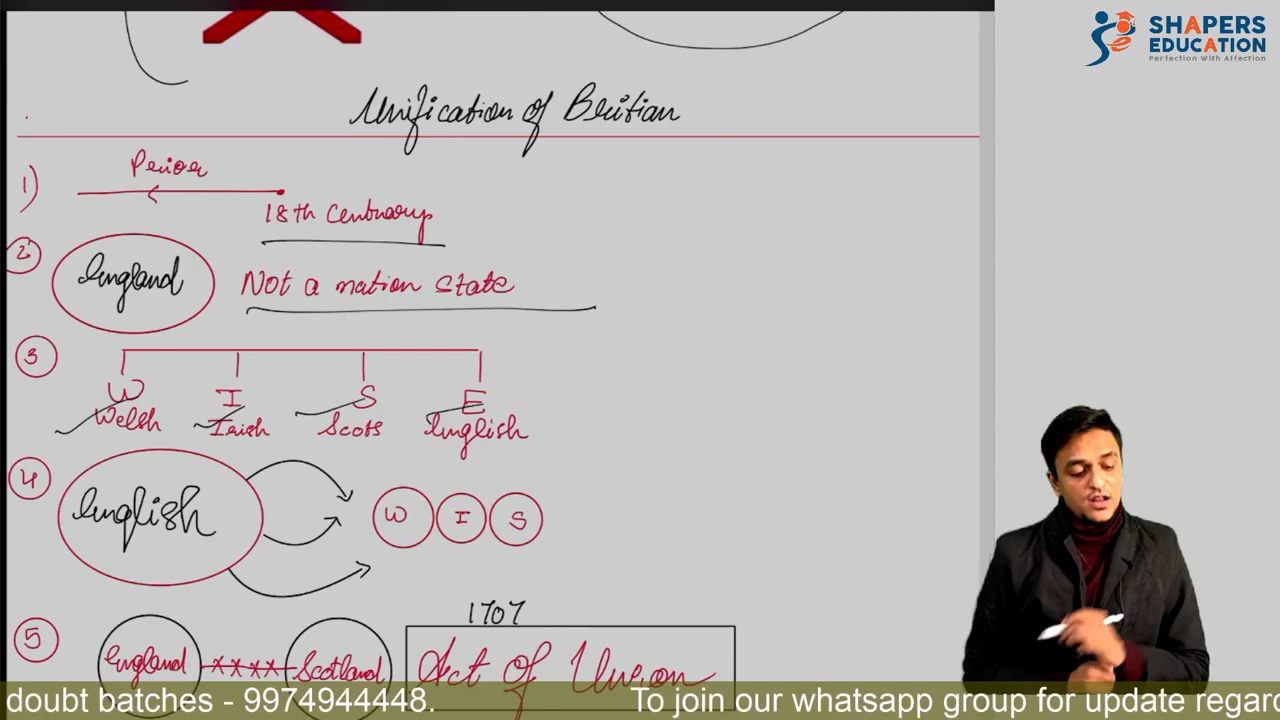 SHAPERS
EDUCATION
Perfection With Affection
Unification of Britian
1) Perior
18th Centuary
2 England Not a nation state
3
W I S E
Welsh Irish Scots English
4 English W I S
1707
5 England xxxx Scotland Act Of Union
doubt batches - 9974944448. To join our whatsapp group for update regard